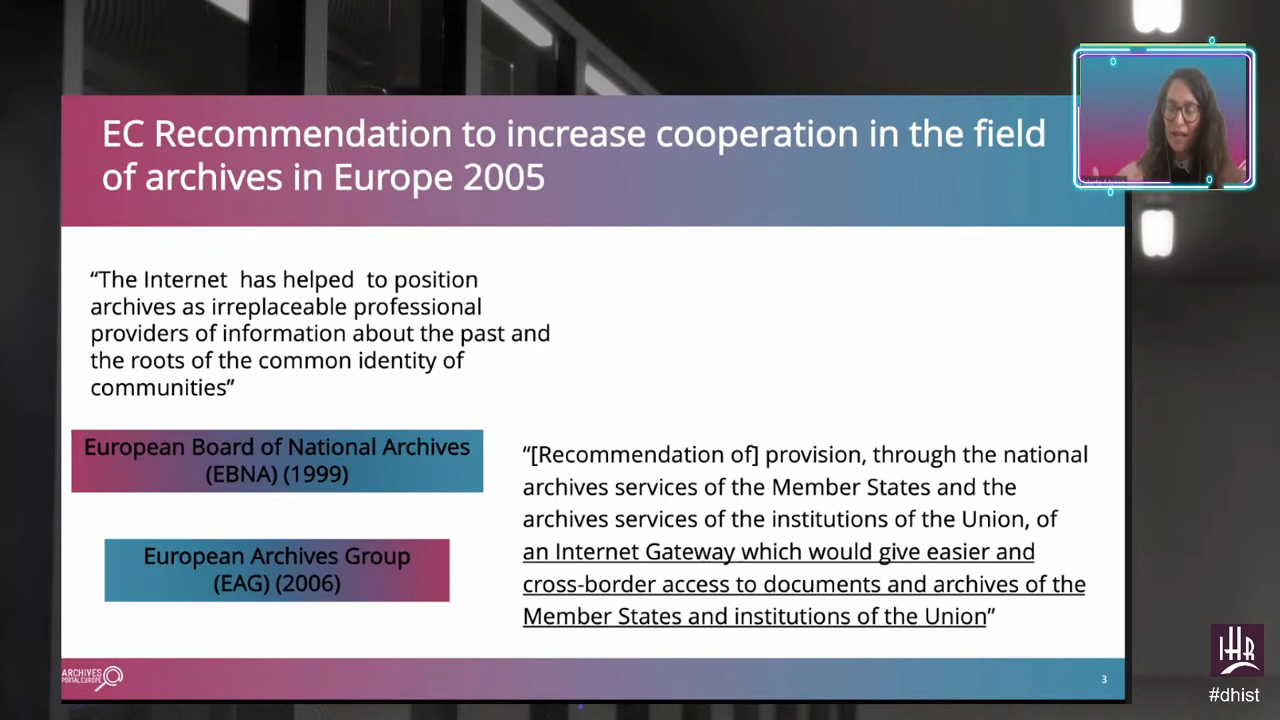 EC Recommendation to increase cooperation in the field
of archives in Europe 2005
“The Internet has helped to position
archives as irreplaceable professional
providers of information about the past and
the roots of the common identity of
communities”
European Board of National Archives
(EBNA) (1999)
European Archives Group
(EAG) (2006)
“[Recommendation of] provision, through the national
archives services of the Member States and the
archives services of the institutions of the Union, of
an Internet Gateway which would give easier and
cross-border access to documents and archives of the
Member States and institutions of the Union”
ARCHIVES
PORTALEUROPE
3
IHR
#dhist